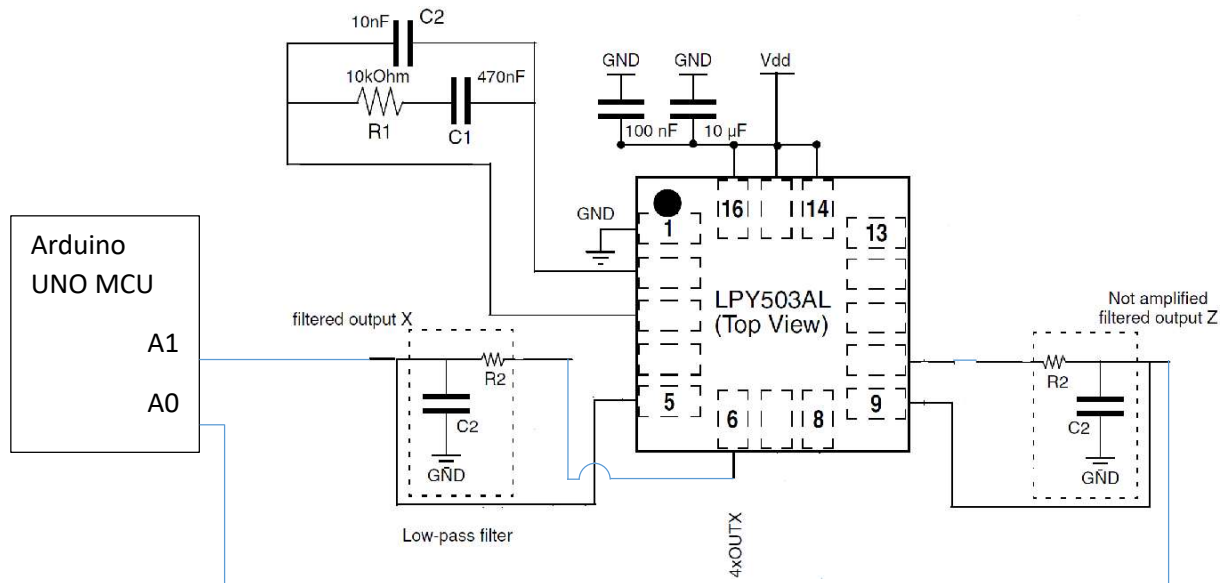 10nF
C2
10kOhm
470nF
R1
C1
GND
GND
Vdd
100 nF
10 µF
16
14
GND
1
13
Arduino
UNO MCU
LPY503AL
(Top View)
Not amplified
filtered output Z
filtered output X
A1
R2
R2
A0
5
9
6
8
C2
C2
GND
GND
Low-pass filter
4xOUTX